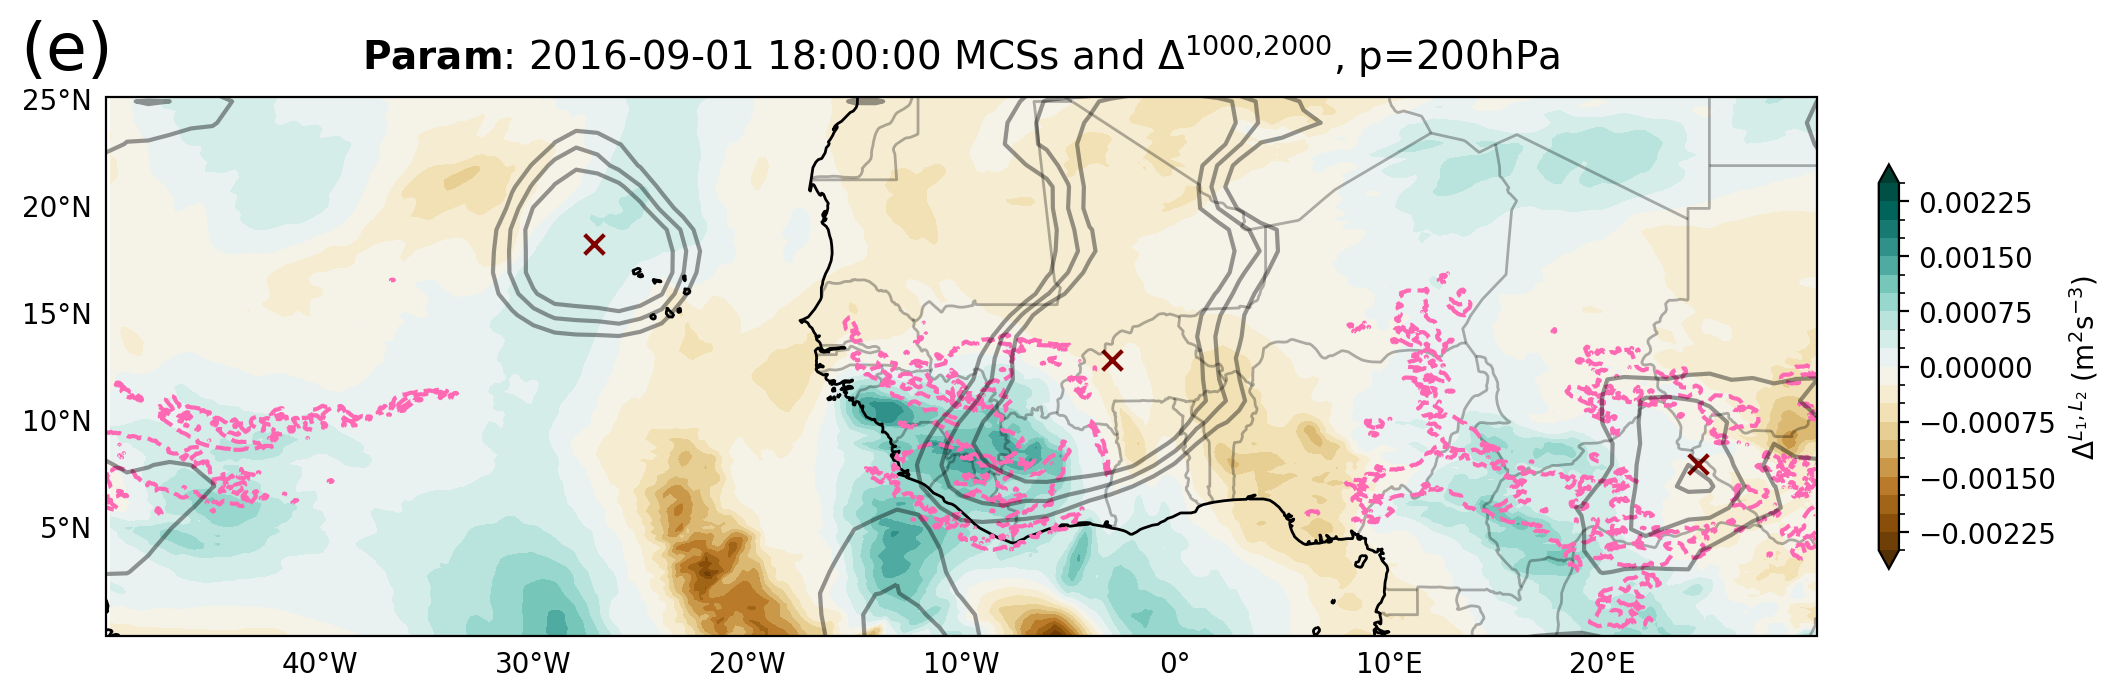 (e)
Param: 2016-09-01 18:00:00 MCSs and Δ^1000,2000, p=200hPa
25°N
20°N
15°N
10°N
5°N
40°W 30°W 20°W 10°W 0° 10°E 20°E
0.00225
0.00150
0.00075
0.00000
−0.00075
−0.00150
−0.00225
Δ^L₁,L₂ (m²s⁻³)